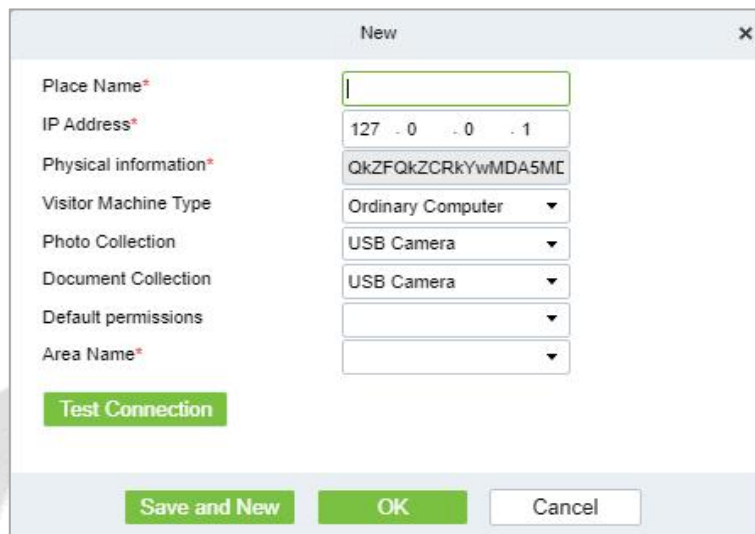 New
Place Name*
IP Address* 127 . 0 . 0 . 1
Physical information* QkZFQkZCRkYwMDA5MD
Visitor Machine Type Ordinary Computer
Photo Collection USB Camera
Document Collection USB Camera
Default permissions
Area Name*
Test Connection
Save and New OK Cancel